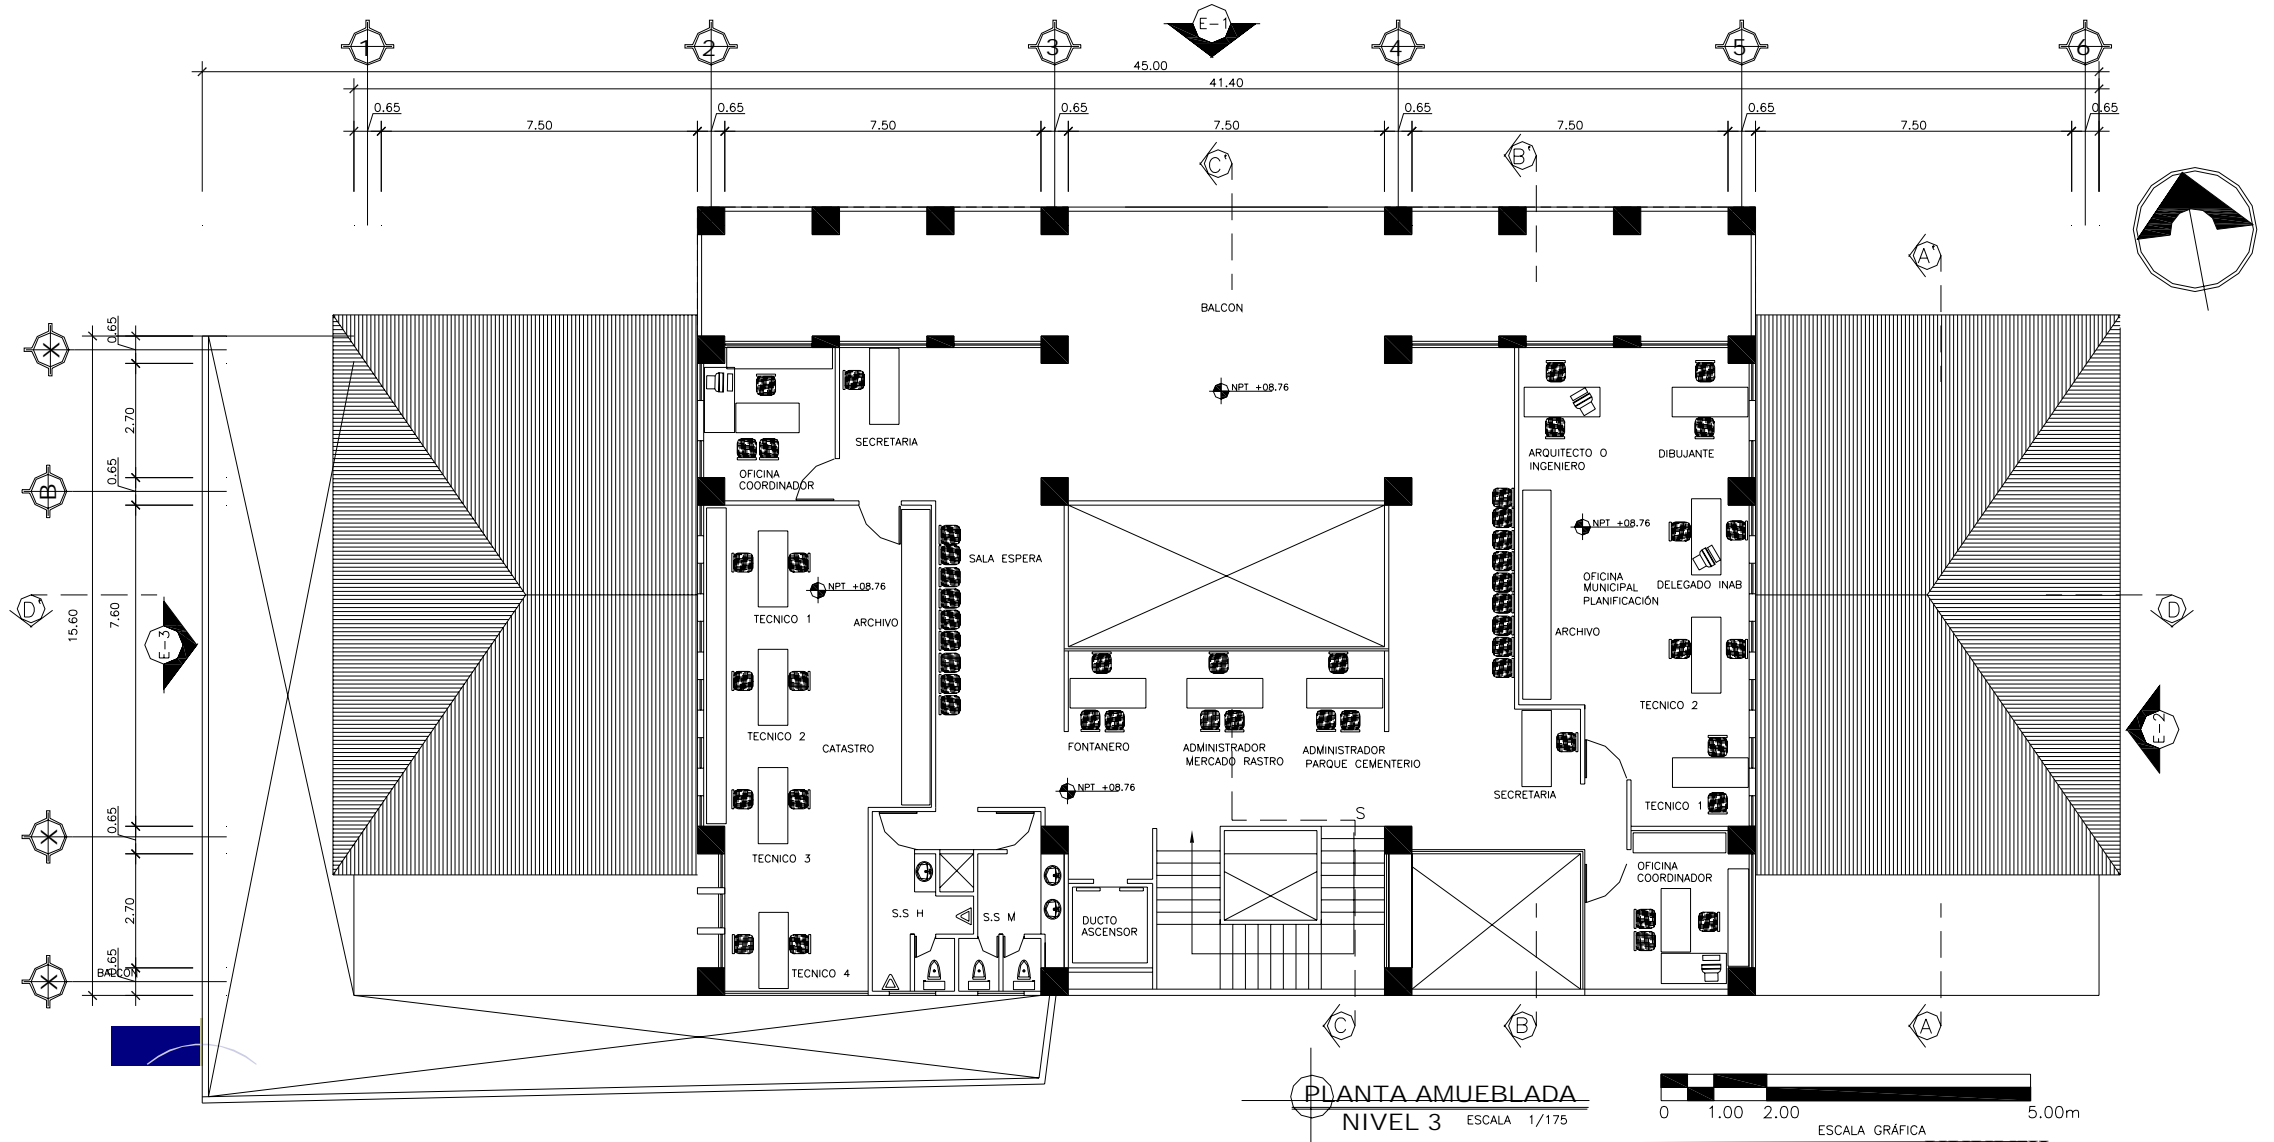 1
2
3
E-1
4
5
6
45.00
41.40
0.65
0.65
0.65
0.65
0.65
0.65
7.50
7.50
7.50
7.50
7.50
C'
B'
A'
BALCON
0.65
X
NPT +08.76
2.70
SECRETARIA
OFICINA
COORDINADOR
ARQUITECTO O
INGENIERO
DIBUJANTE
0.65
B
NPT +08.76
SALA ESPERA
NPT +08.76
OFICINA
MUNICIPAL
PLANIFICACIÓN
DELEGADO INAB
D'
D
15.60
7.60
TECNICO 1
ARCHIVO
ARCHIVO
E-3
TECNICO 2
TECNICO 2
CATASTRO
FONTANERO
ADMINISTRADOR
MERCADO RASTRO
ADMINISTRADOR
PARQUE CEMENTERIO
E-2
NPT +08.76
SECRETARIA
TECNICO 1
S
0.65
X
TECNICO 3
OFICINA
COORDINADOR
2.70
S.S H
S.S M
DUCTO
ASCENSOR
0.65
X
BALCON
TECNICO 4
C
B
A
PLANTA AMUEBLADA
NIVEL 3
ESCALA 1/175
0
1.00
2.00
5.00m
ESCALA GRÁFICA